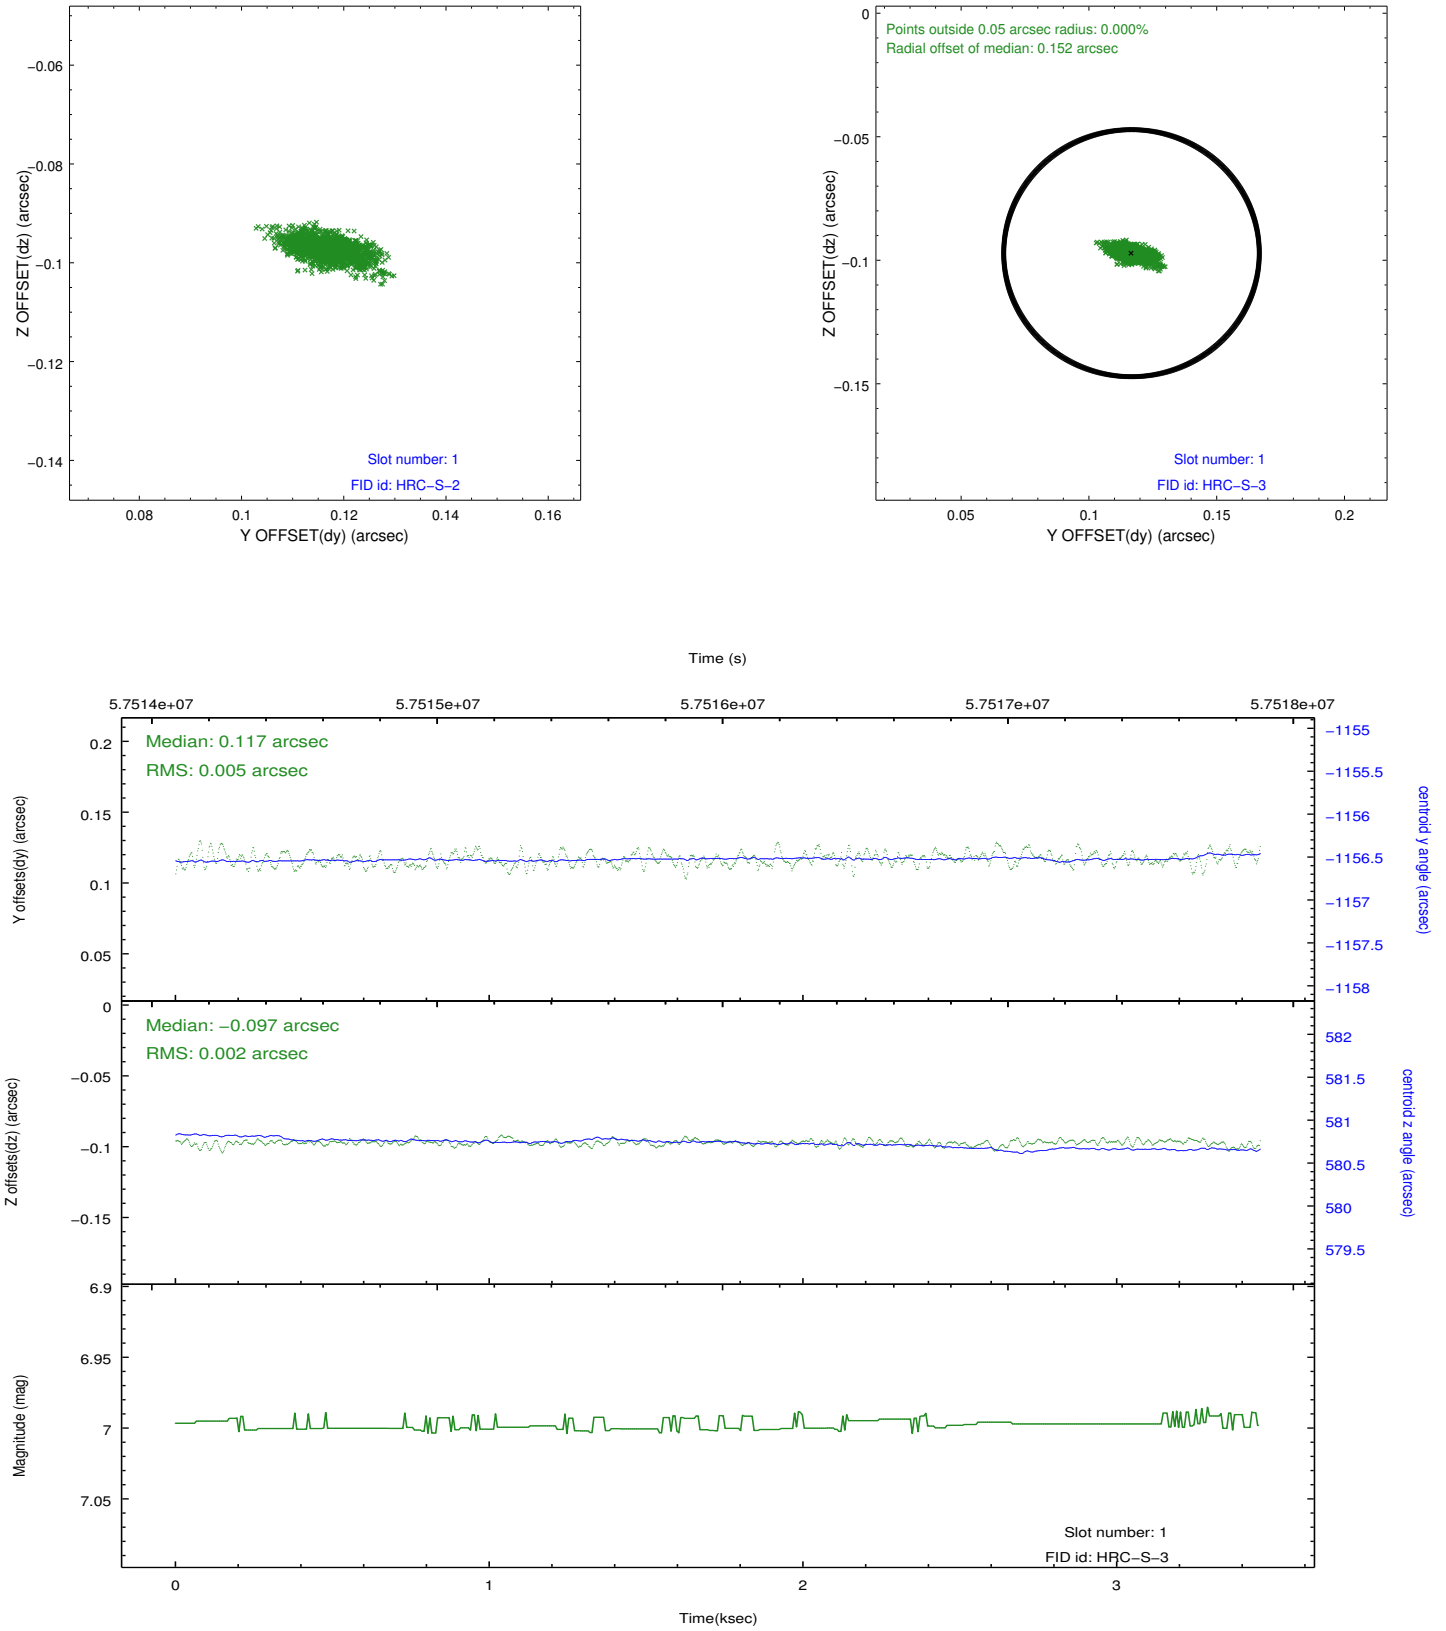 −0.06
−0.08
−0.1
−0.12
−0.14
Z OFFSET(dz) (arcsec)
Slot number: 1
FID id: HRC−S−2
0.08
0.1
0.12
0.14
0.16
Y OFFSET(dy) (arcsec)
Points outside 0.05 arcsec radius: 0.000%
Radial offset of median: 0.152 arcsec
0
−0.05
−0.1
−0.15
Z OFFSET(dz) (arcsec)
Slot number: 1
FID id: HRC−S−3
0.05
0.1
0.15
0.2
Y OFFSET(dy) (arcsec)
Time (s)
5.7514e+07
5.7515e+07
5.7516e+07
5.7517e+07
5.7518e+07
Median: 0.117 arcsec
RMS: 0.005 arcsec
0.2
0.15
0.1
0.05
Y offsets(dy) (arcsec)
−1155
−1155.5
−1156
−1156.5
−1157
−1157.5
−1158
centroid y angle (arcsec)
Median: −0.097 arcsec
RMS: 0.002 arcsec
0
−0.05
−0.1
−0.15
Z offsets(dz) (arcsec)
582
581.5
581
580.5
580
579.5
centroid z angle (arcsec)
6.9
6.95
7
7.05
Magnitude (mag)
Slot number: 1
FID id: HRC−S−3
0
1
2
3
Time(ksec)